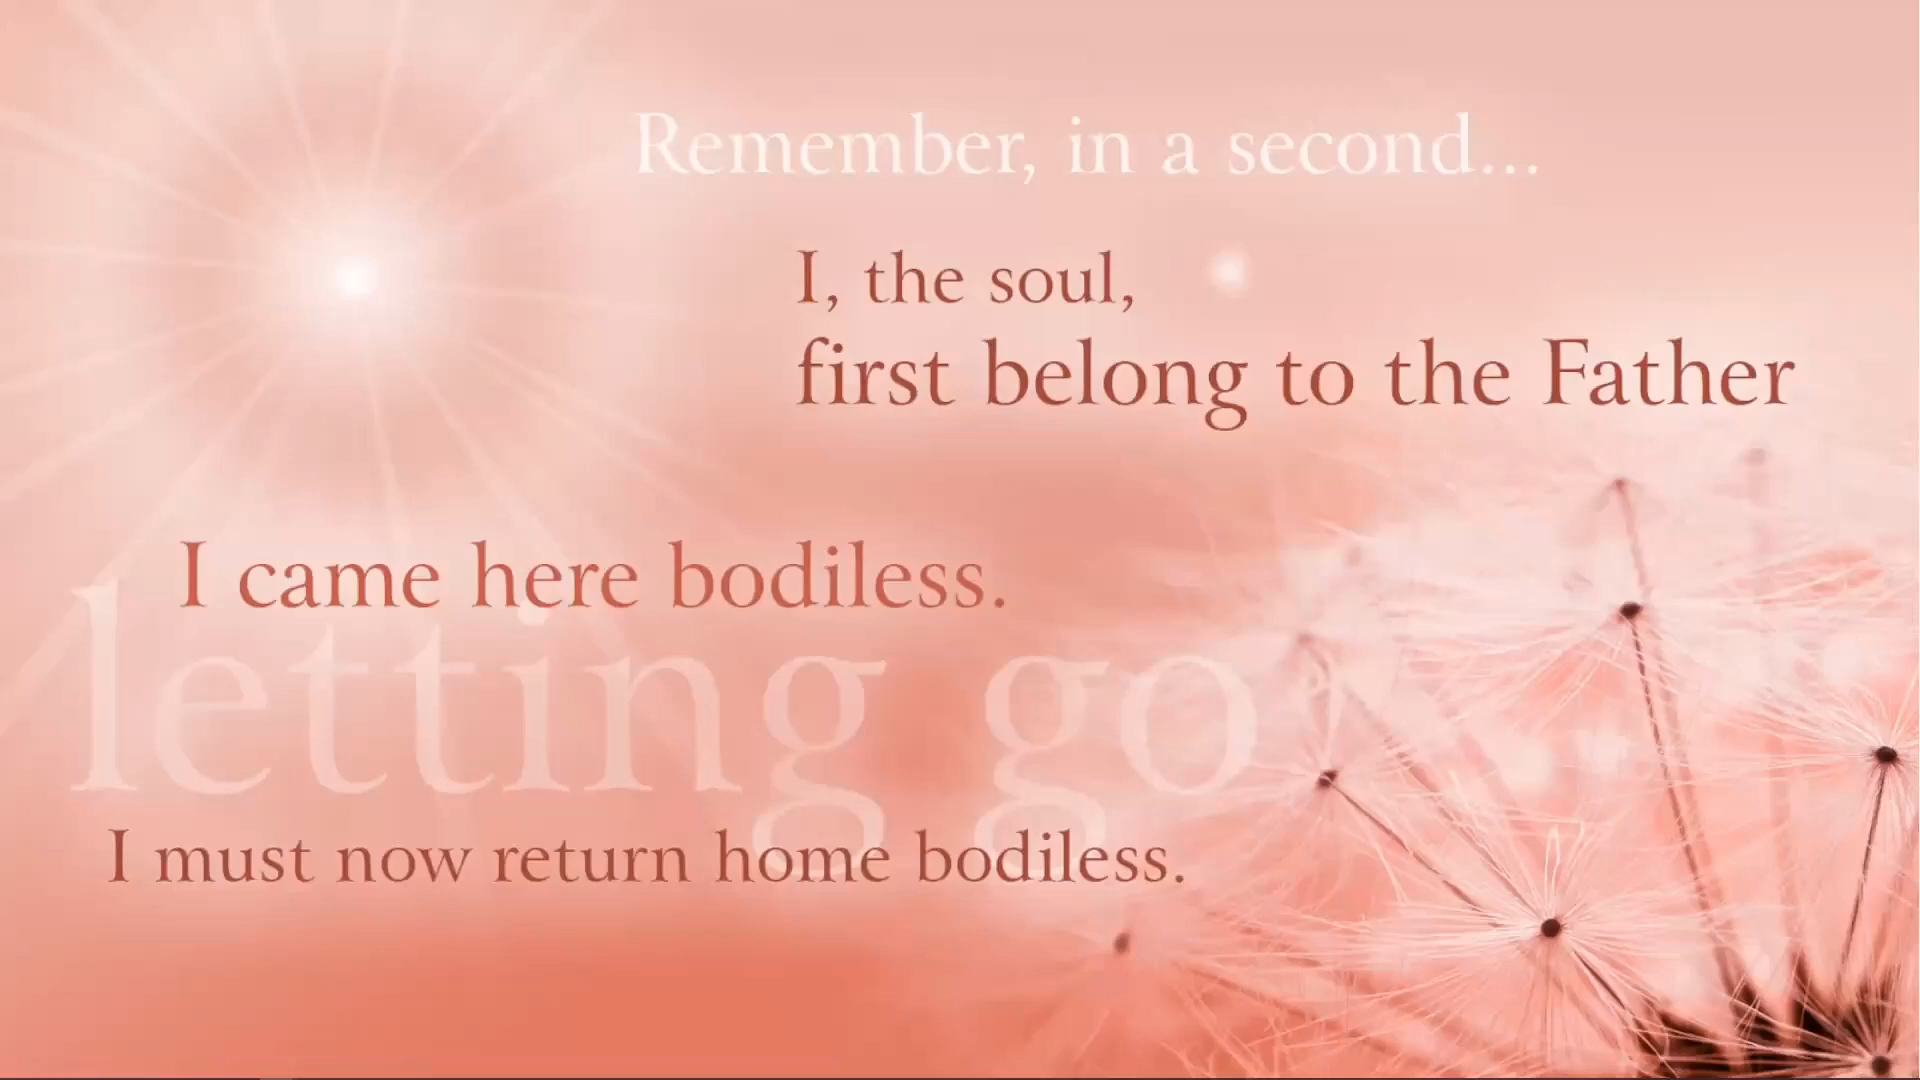 Remember, in a second...
I, the soul,
first belong to the Father
I came here bodiless.
letting go
I must now return home bodiless.